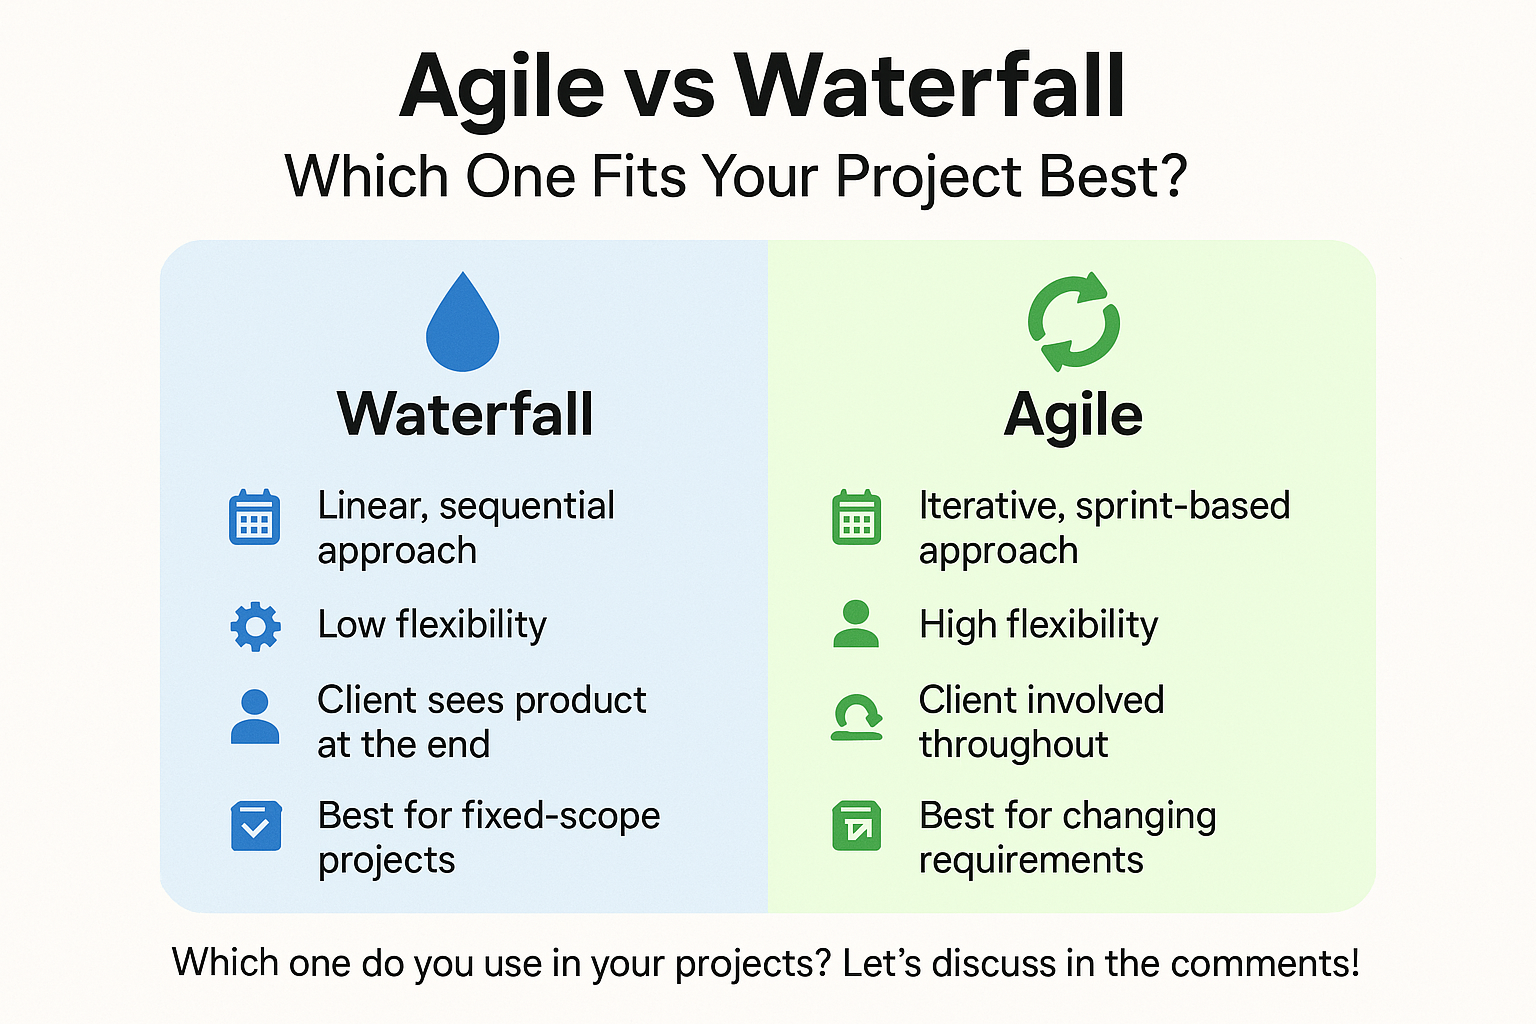 Agile vs Waterfall
Which One Fits Your Project Best?
Waterfall
Linear, sequential
approach
Low flexibility
Client sees product
at the end
Best for fixed-scope
projects
Agile
Iterative, sprint-based
approach
High flexibility
Client involved
throughout
Best for changing
requirements
Which one do you use in your projects? Let’s discuss in the comments!